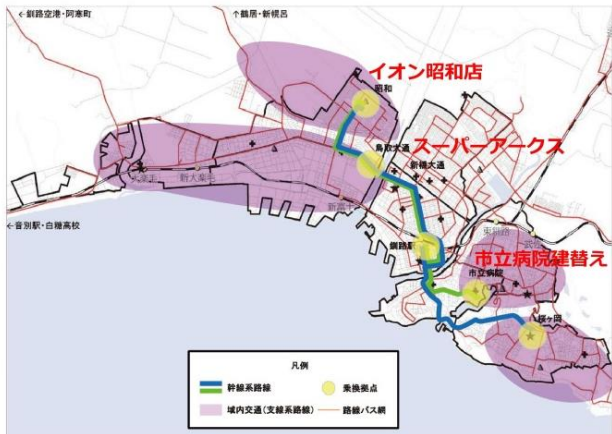 ←釧路空港・阿寒町
↑鶴居・新幌呂
イオン昭和店
昭和
スーパーアークス
鳥取大通
新橋大通
大楽毛
新大楽毛
新富士
←音別駅・白糠高校
釧路駅
東釧路
武佐
市立病院建替え
市立病院
桜ヶ岡
凡例
幹線系路線
乗換拠点
域内交通(支線系路線)
路線バス網